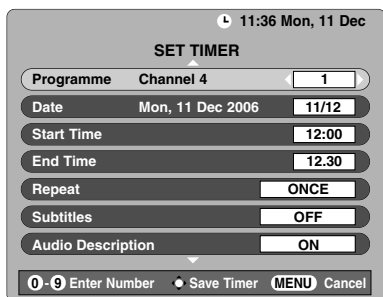 11:36 Mon, 11 Dec
SET TIMER
Programme Channel 4 1
Date Mon, 11 Dec 2006 11/12
Start Time 12:00
End Time 12.30
Repeat ONCE
Subtitles OFF
Audio Description ON
0-9 Enter Number Save Timer MENU Cancel